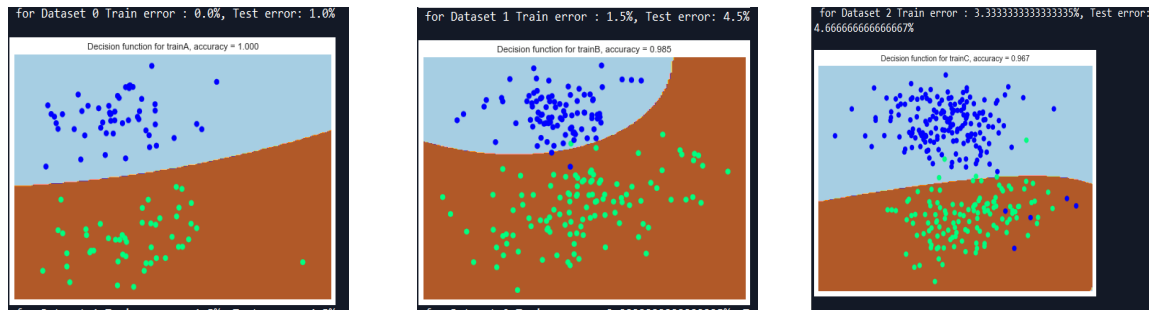 for Dataset 0 Train error : 0.0%, Test error: 1.0%
Decision function for trainA, accuracy = 1.000
for Dataset 1 Train error : 1.5%, Test error: 4.5%
Decision function for trainB, accuracy = 0.985
for Dataset 2 Train error : 3.3333333333333335%, Test error:
4.666666666666667%
Decision function for trainC, accuracy = 0.967